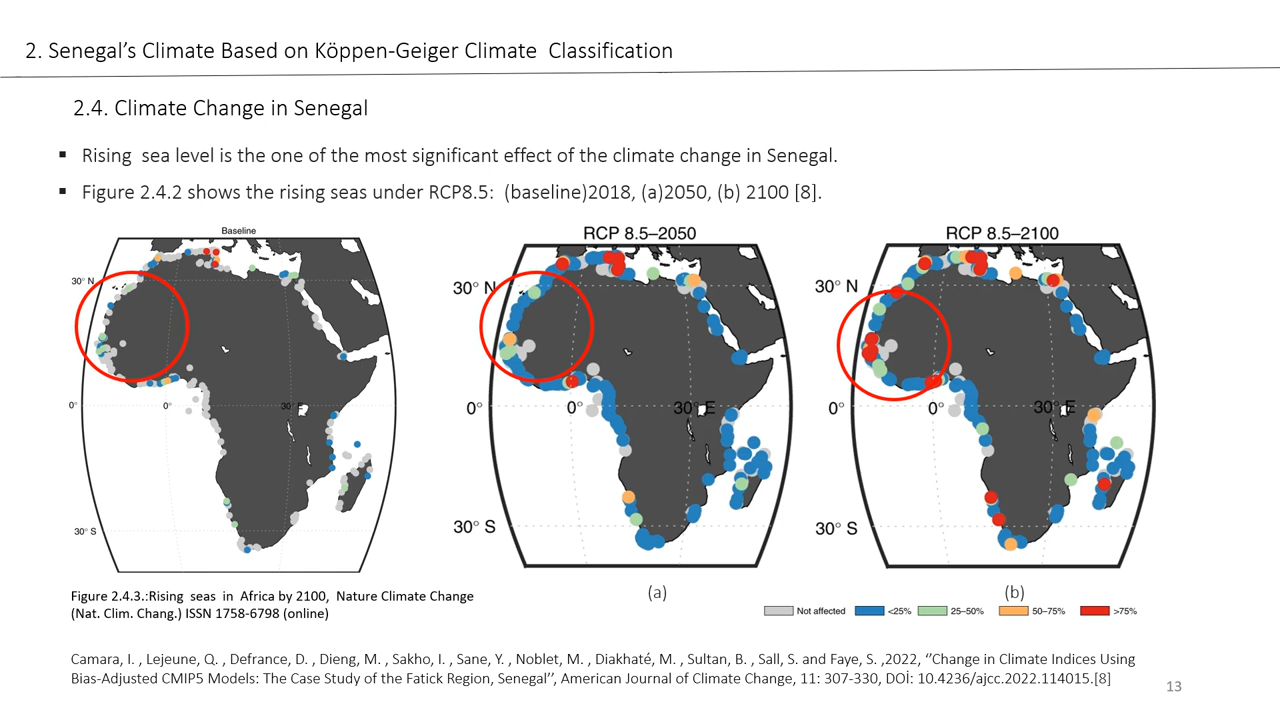 2. Senegal’s Climate Based on Köppen-Geiger Climate  Classification
2.4. Climate Change in Senegal
▪ Rising  sea level is the one of the most significant effect of the climate change in Senegal.
▪ Figure 2.4.2 shows the rising seas under RCP8.5:  (baseline)2018, (a)2050, (b) 2100 [8].
Baseline
30° N
0°
0°
30° E
30° S
RCP 8.5–2050
30° N
0°
0°
30° E
30° S
RCP 8.5–2100
30° N
0°
0°
30° E
30° S
(a)
(b)
Not affected
<25%
25–50%
50–75%
>75%
Figure 2.4.3.:Rising  seas  in  Africa by 2100,  Nature Climate Change
(Nat. Clim. Chang.) ISSN 1758-6798 (online)
Camara, I. , Lejeune, Q. , Defrance, D. , Dieng, M. , Sakho, I. , Sane, Y. , Noblet, M. , Diakhaté, M. , Sultan, B. , Sall, S. and Faye, S. ,2022, ‘’Change in Climate Indices Using
Bias-Adjusted CMIP5 Models: The Case Study of the Fatick Region, Senegal’’, American Journal of Climate Change, 11: 307-330, DOİ: 10.4236/ajcc.2022.114015.[8]
13